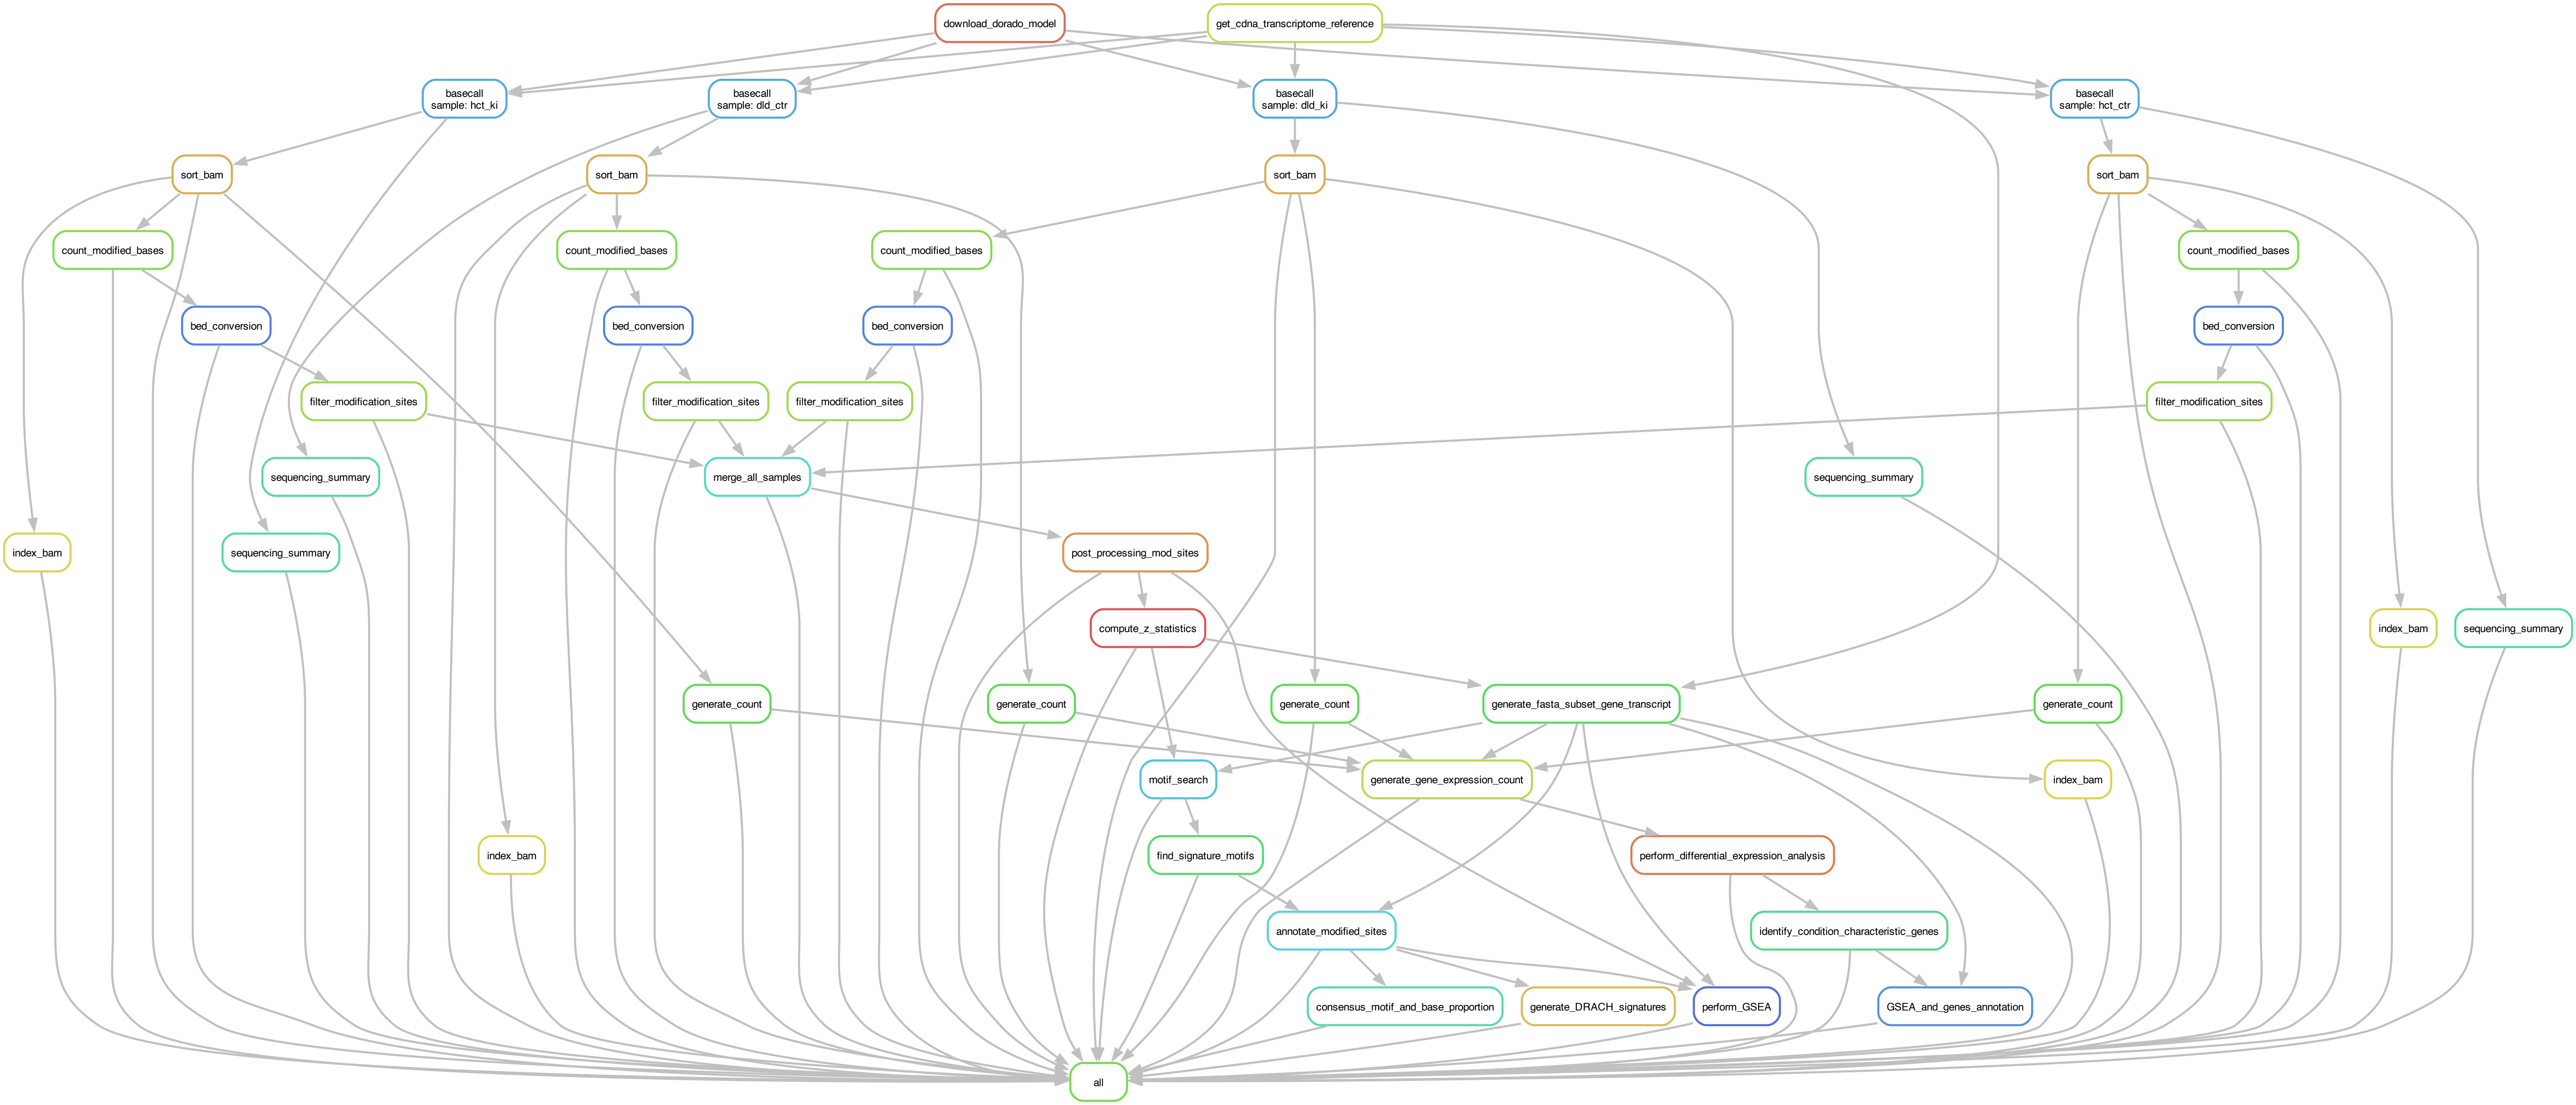 download_dorado_model
get_cdna_transcriptome_reference
basecall
sample: hct_ki
basecall
sample: dld_ctr
basecall
sample: dld_ki
basecall
sample: hct_ctr
sort_bam
sort_bam
sort_bam
sort_bam
count_modified_bases
count_modified_bases
count_modified_bases
count_modified_bases
bed_conversion
bed_conversion
bed_conversion
bed_conversion
filter_modification_sites
filter_modification_sites
filter_modification_sites
filter_modification_sites
sequencing_summary
merge_all_samples
sequencing_summary
index_bam
sequencing_summary
post_processing_mod_sites
compute_z_statistics
index_bam
sequencing_summary
generate_count
generate_count
generate_count
generate_fasta_subset_gene_transcript
generate_count
motif_search
generate_gene_expression_count
index_bam
index_bam
find_signature_motifs
perform_differential_expression_analysis
annotate_modified_sites
identify_condition_characteristic_genes
consensus_motif_and_base_proportion
generate_DRACH_signatures
perform_GSEA
GSEA_and_genes_annotation
all